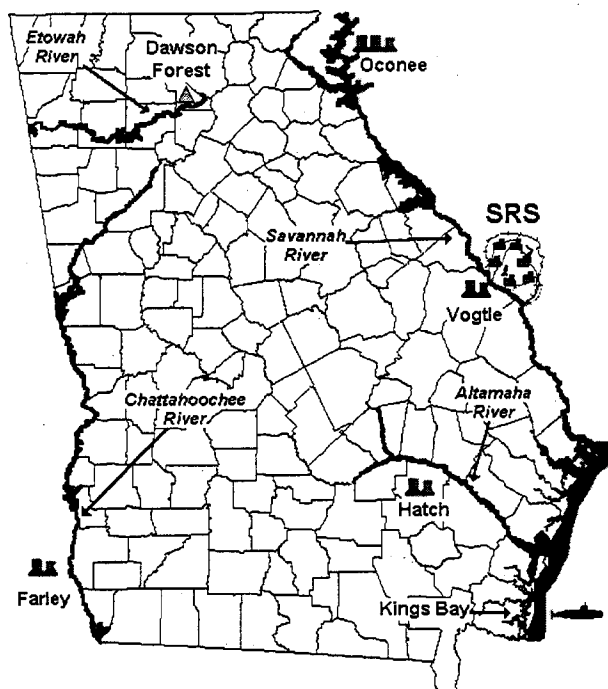 Etowah
River
Dawson
Forest
Oconee
Savannah
River
SRS
Vogtle
Chattahoochee
River
Altamaha
River
Hatch
Farley
Kings Bay